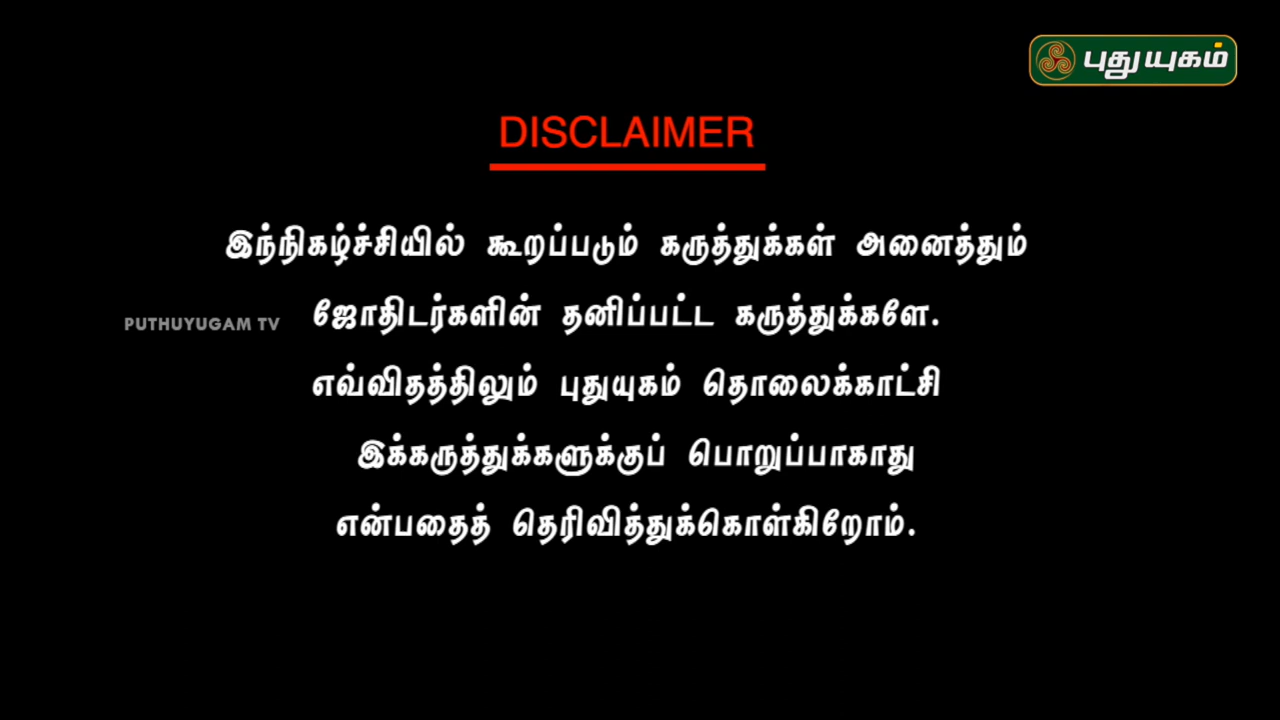 புதுயுகம்
DISCLAIMER
இந்நிகழ்ச்சியில் கூறப்படும் கருத்துக்கள் அனைத்தும்
PUTHUYUGAM TV
ஜோதிடர்களின் தனிப்பட்ட கருத்துக்களே.
எவ்விதத்திலும் புதுயுகம் தொலைக்காட்சி
இக்கருத்துக்களுக்குப் பொறுப்பாகாது
என்பதைத் தெரிவித்துக்கொள்கிறோம்.